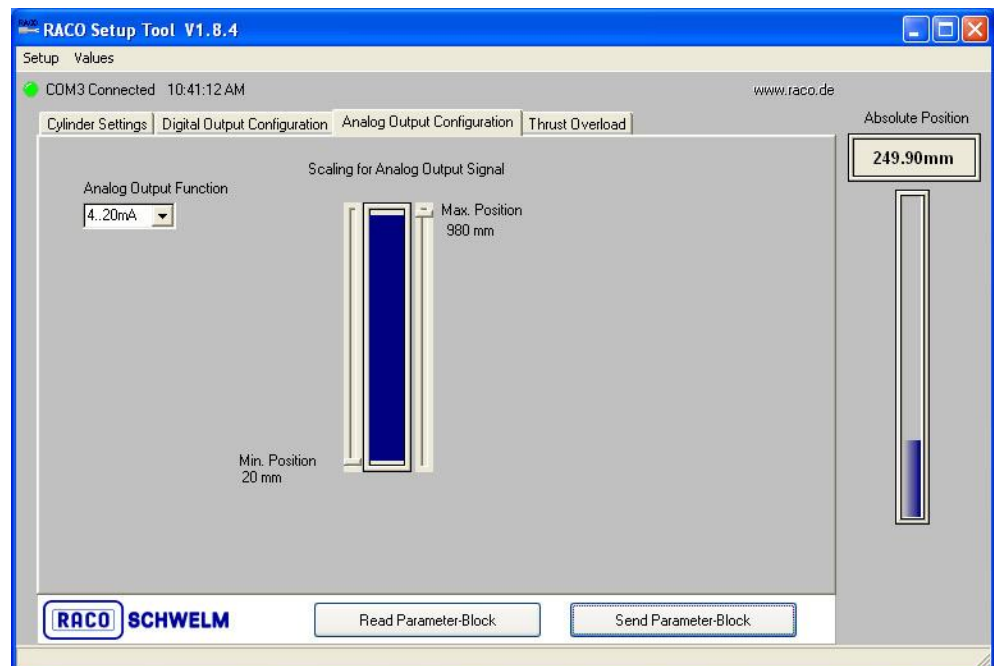 RACO Setup Tool V1.8.4
Setup Values
COM3 Connected 10:41:12 AM
www.raco.de
Cylinder Settings Digital Output Configuration Analog Output Configuration Thrust Overload
Absolute Position
249.90mm
Scaling for Analog Output Signal
Analog Output Function
4..20mA
Max. Position
980 mm
Min. Position
20 mm
RACO SCHWELM
Read Parameter-Block
Send Parameter-Block